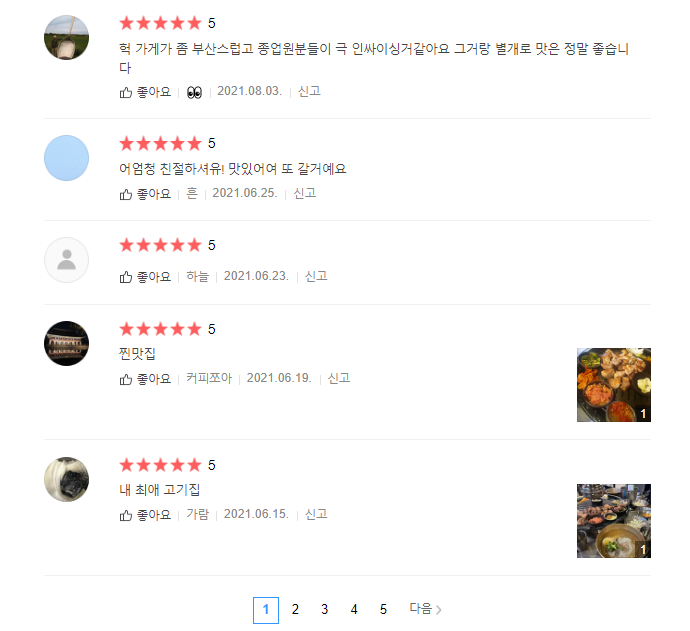 ★★★★★ 5
헉 가게가 좀 부산스럽고 종업원분들이 극 인싸이싱거같아요 그거랑 별개로 맛은 정말 좋습니
다
좋아요 👀 2021.08.03. 신고
★★★★★ 5
어엄청 친절하셔유! 맛있어여 또 갈거예요
좋아요 흔 2021.06.25. 신고
★★★★★ 5
좋아요 하늘 2021.06.23. 신고
★★★★★ 5
찐맛집
좋아요 커피쪼아 2021.06.19. 신고
1
★★★★★ 5
내 최애 고기집
좋아요 가람 2021.06.15. 신고
1
1 2 3 4 5 다음 >